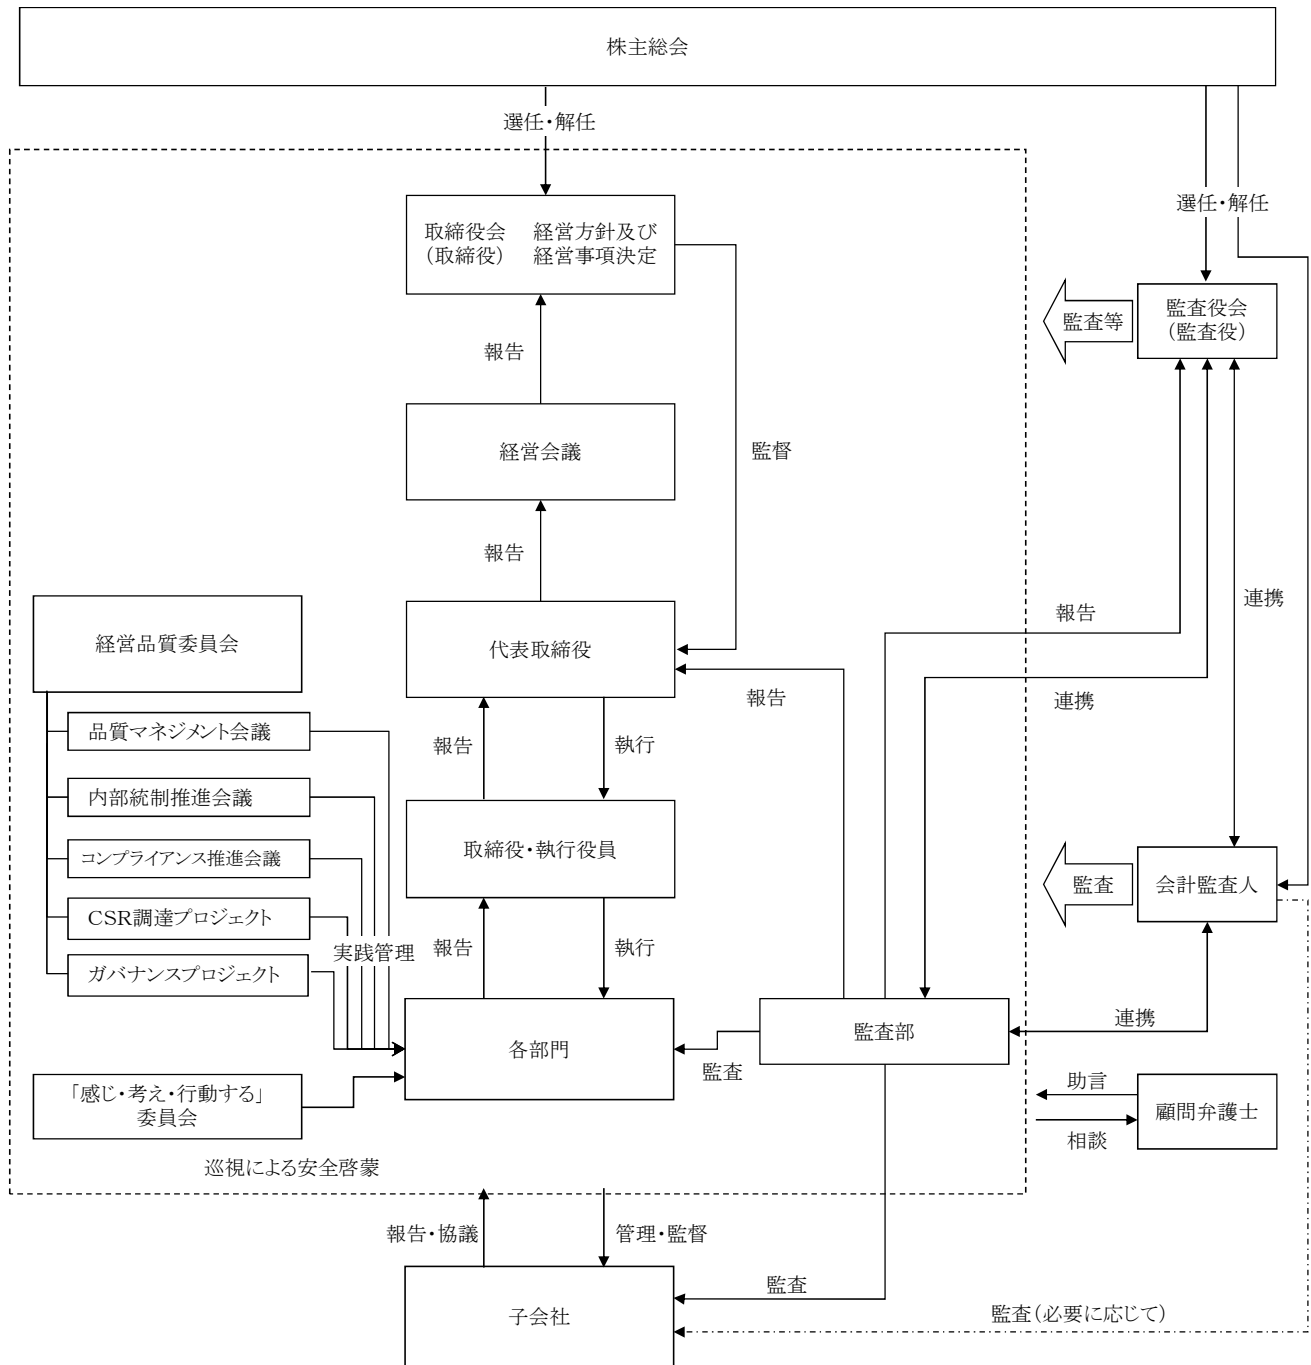 株主総会
選任・解任
選任・解任
取締役会 経営方針及び
(取締役) 経営事項決定
監査役会
(監査役)
監査等
報告
経営会議
監督
報告
連携
報告
経営品質委員会
代表取締役
報告
連携
品質マネジメント会議
報告
執行
内部統制推進会議
取締役・執行役員
コンプライアンス推進会議
監査
会計監査人
CSR調達プロジェクト
実践管理
報告
執行
ガバナンスプロジェクト
連携
監査部
各部門
監査
「感じ・考え・行動する」
委員会
助言
顧問弁護士
相談
巡視による安全啓蒙
報告・協議
管理・監督
監査
子会社
監査(必要に応じて)